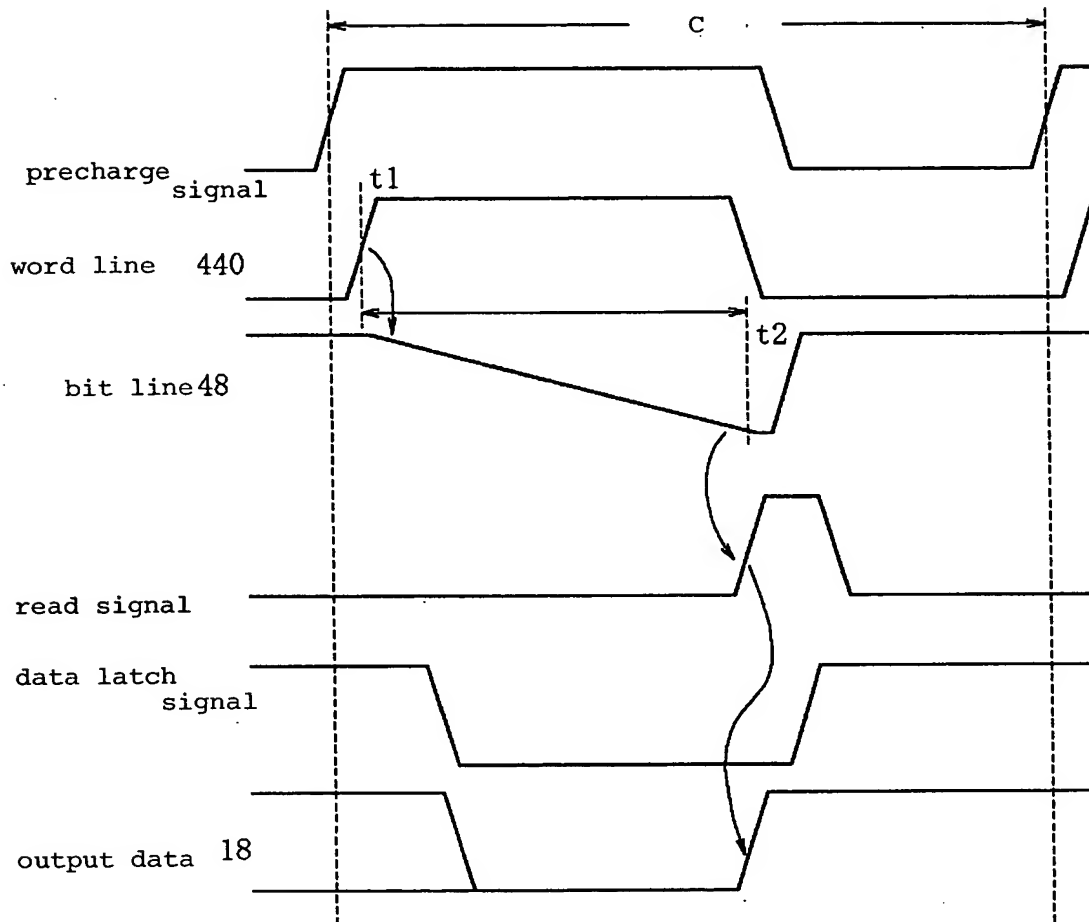 C
precharge
signal
t1
word line 440
t2
bit line 48
read signal
data latch
signal
output data 18